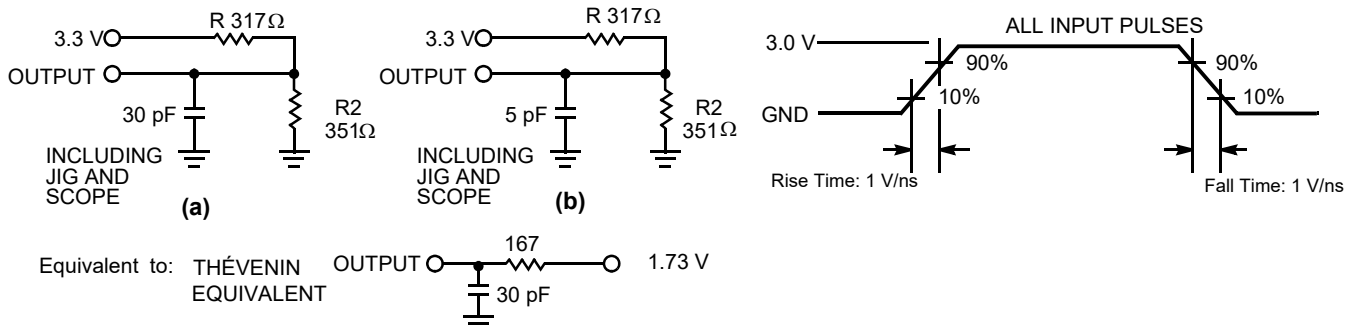 R 317Ω
3.3 V
OUTPUT
30 pF
R2
351Ω
INCLUDING
JIG AND
SCOPE
(a)
R 317Ω
3.3 V
OUTPUT
5 pF
R2
351Ω
INCLUDING
JIG AND
SCOPE
(b)
ALL INPUT PULSES
3.0 V
90%
10%
GND
90%
10%
Rise Time: 1 V/ns
Fall Time: 1 V/ns
Equivalent to: THÉVENIN
EQUIVALENT
OUTPUT
167
1.73 V
30 pF